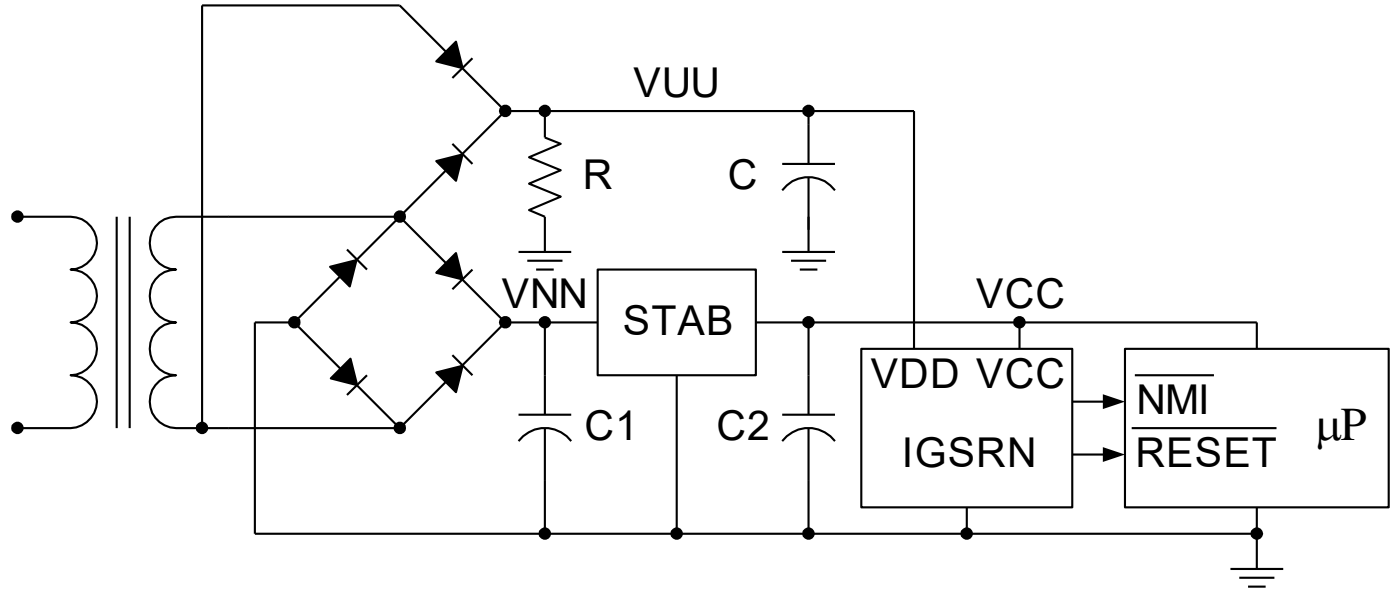 VUU
R
C
VNN
STAB
VCC
VDD VCC
NMI
C1
C2
IGSRN
RESET
μP